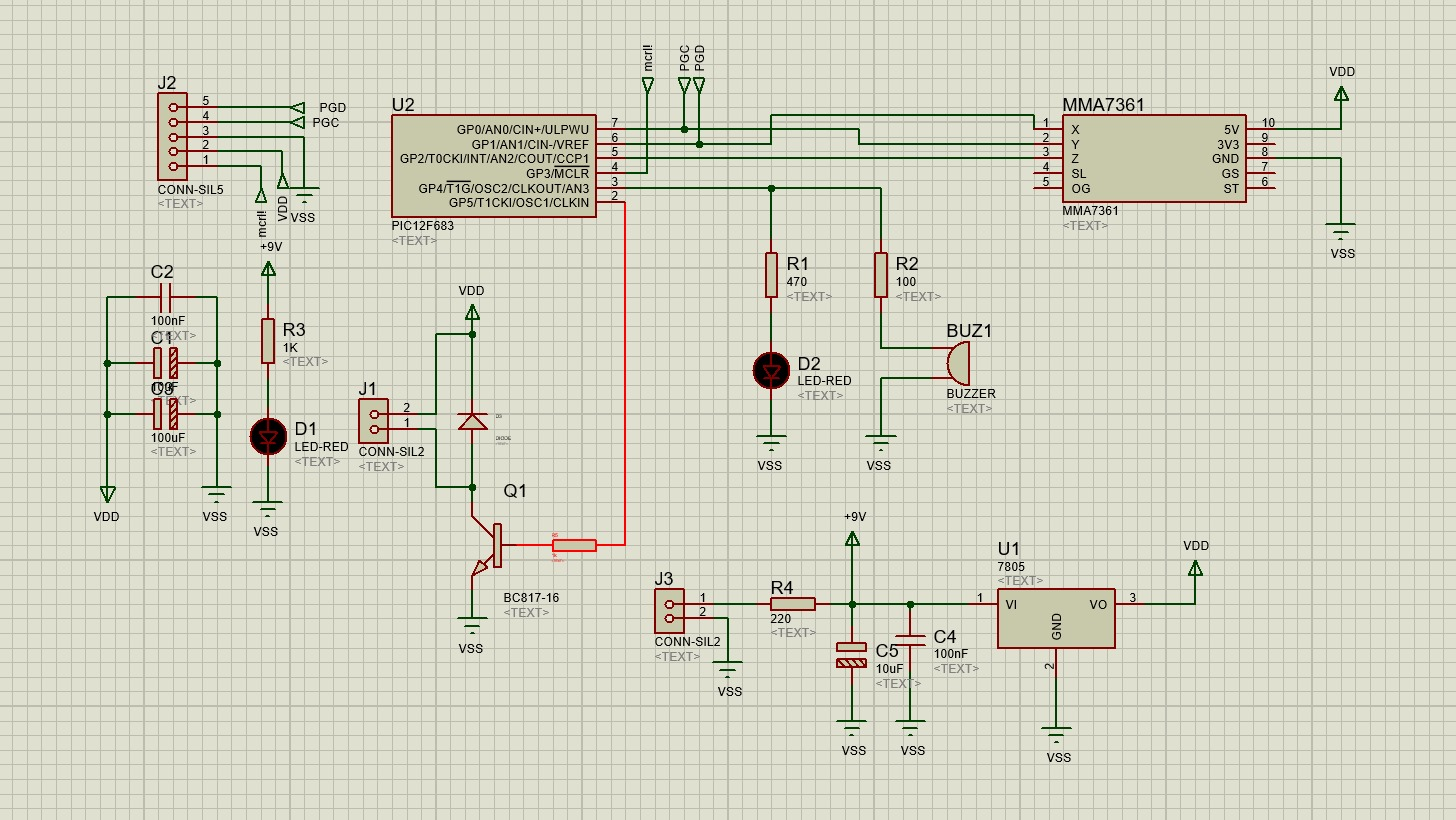 J2
5
4
3
2
1
PGD
PGC
CONN-SIL5
<TEXT>
mcrl!
VDD
VSS
U2
GP0/AN0/CIN+/ULPWU
GP1/AN1/CIN-/VREF
GP2/T0CKI/INT/AN2/COUT/CCP1
GP3/MCLR
GP4/T1G/OSC2/CLKOUT/AN3
GP5/T1CKI/OSC1/CLKIN
7
6
5
4
3
2
PIC12F683
<TEXT>
mcrl!
PGC
PGD
MMA7361
1
2
3
4
5
X
Y
Z
SL
OG
5V
3V3
GND
GS
ST
10
9
8
7
6
MMA7361
<TEXT>
VDD
VSS
C2
100nF
<TEXT>
C1
<TEXT>
100uF
<TEXT>
VDD
VSS
+9V
R3
1K
<TEXT>
D1
LED-RED
<TEXT>
VSS
VDD
J1
2
1
CONN-SIL2
<TEXT>
DIODE
Q1
BC817-16
<TEXT>
VSS
R1
470
<TEXT>
D2
LED-RED
<TEXT>
VSS
R2
100
<TEXT>
BUZ1
BUZZER
<TEXT>
VSS
J3
1
2
CONN-SIL2
<TEXT>
VSS
R4
220
<TEXT>
+9V
C5
10uF
<TEXT>
VSS
C4
100nF
<TEXT>
VSS
U1
7805
<TEXT>
1
VI
VO
3
GND
2
VSS
VDD